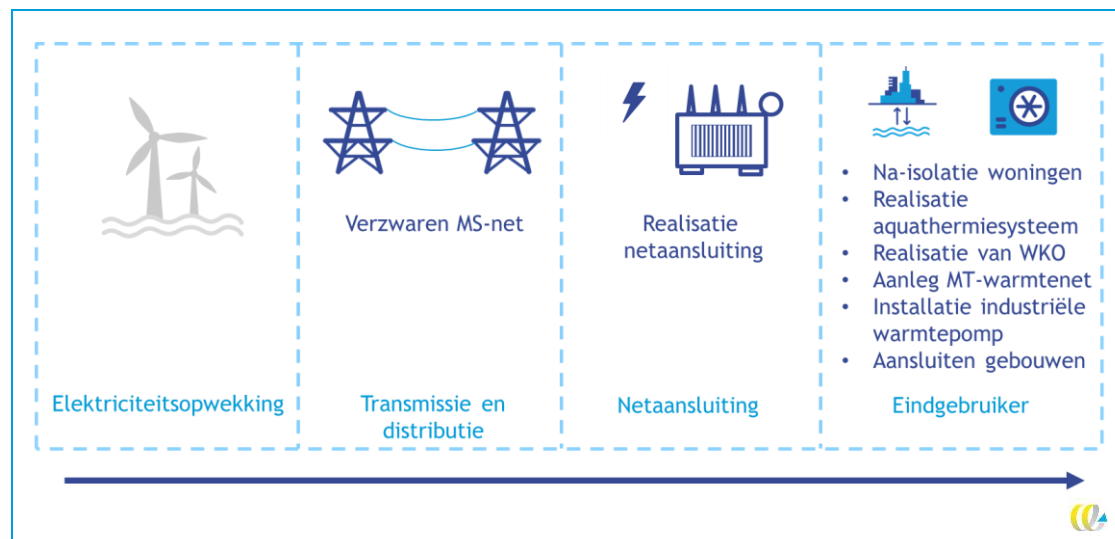 Verzwaren MS-net
Realisatie
netaansluiting
• Na-isolatie woningen
• Realisatie
aquathermiesysteem
• Realisatie van WKO
• Aanleg MT-warmtenet
• Installatie industriële
warmtepomp
• Aansluiten gebouwen
Elektriciteitsopwekking
Transmissie en
distributie
Netaansluiting
Eindgebruiker